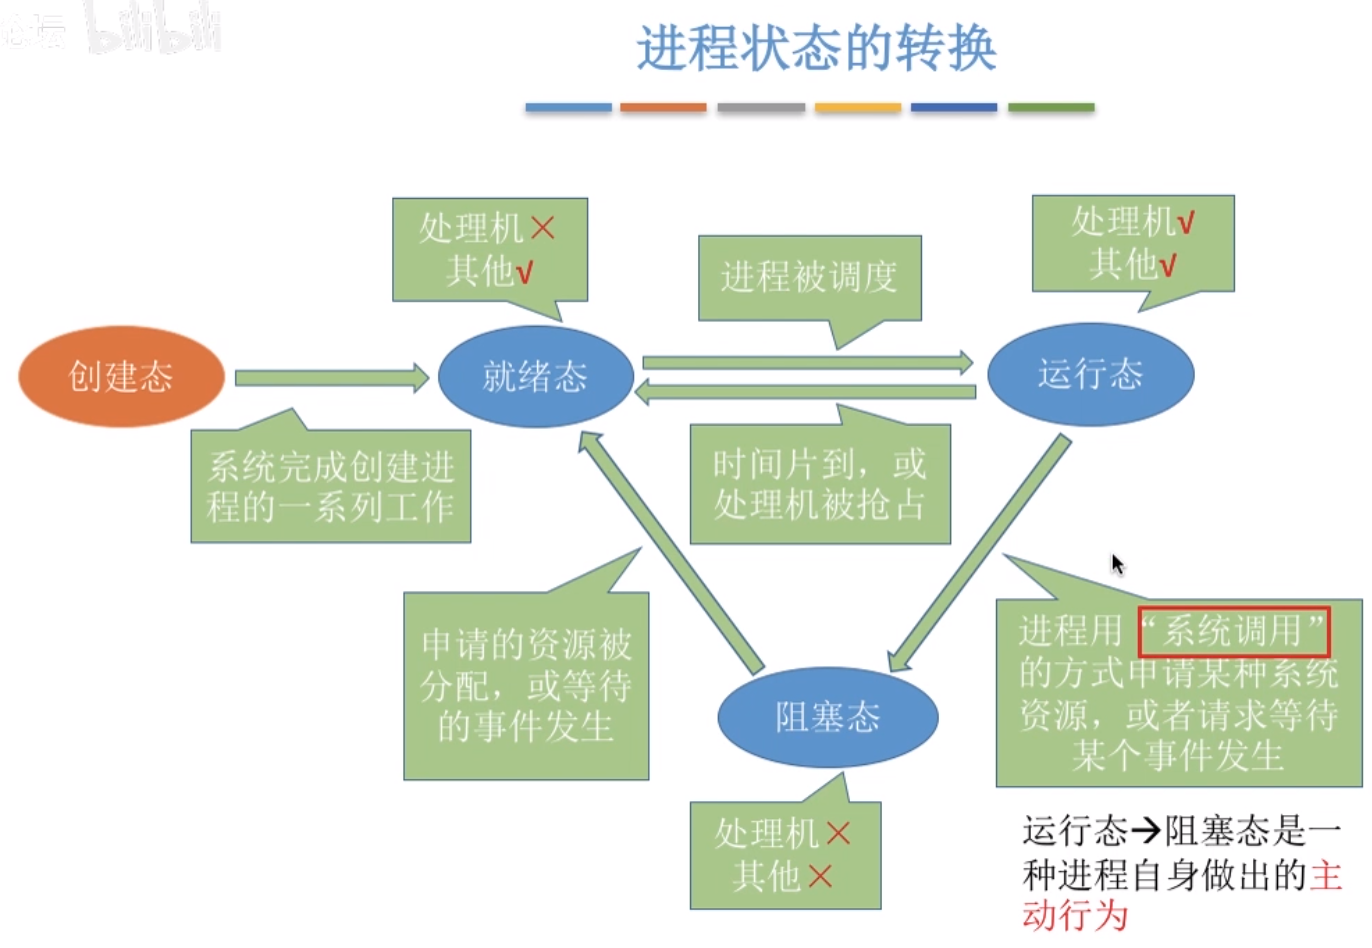 论坛 bilibili
进程状态的转换
处理机×
其他√
进程被调度
处理机√
其他√
创建态
就绪态
运行态
系统完成创建进
程的一系列工作
时间片到，或
处理机被抢占
申请的资源被
分配，或等待
的事件发生
进程用“系统调用”
的方式申请某种系统
资源，或者请求等待
某个事件发生
阻塞态
处理机×
其他×
运行态→阻塞态是一
种进程自身做出的主
动行为